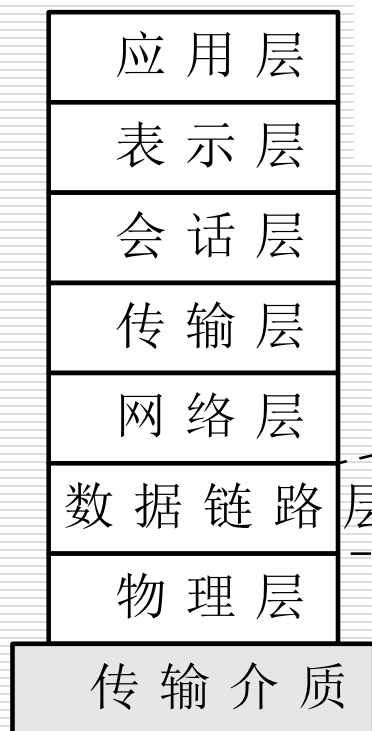 应用层
表示层
会话层
传输层
网络层
数据链路层
物理层
传输介质